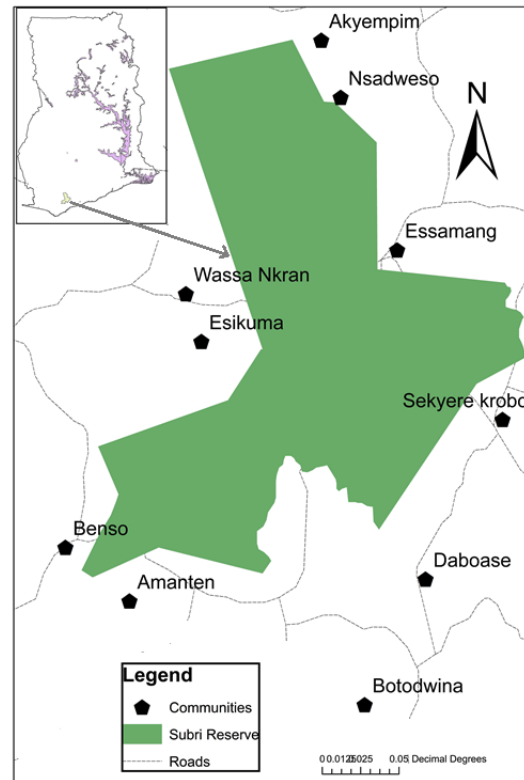 Akyempim
Nsadweso
N
Essamang
Wassa Nkran
Esikuma
Sekyere krobo
Benso
Daboase
Amanten
Botodwina
Legend
Communities
Subri Reserve
Roads
0 0.0125 0.025 0.05 Decimal Degrees